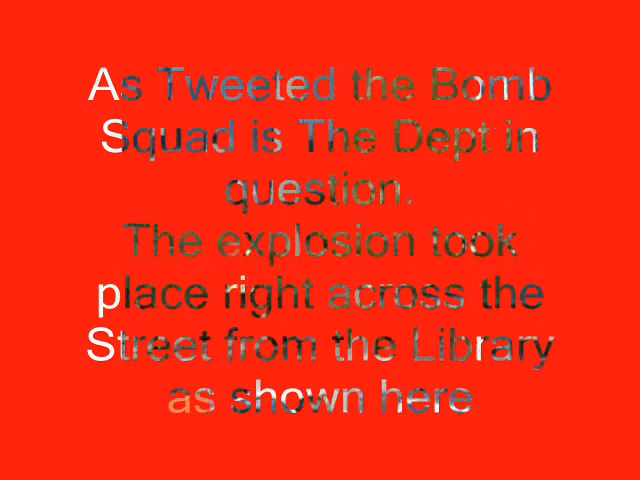 As Tweeted the Bomb
Squad is The Dept in
question.
The explosion took
place right across the
Street from the Library
as shown here